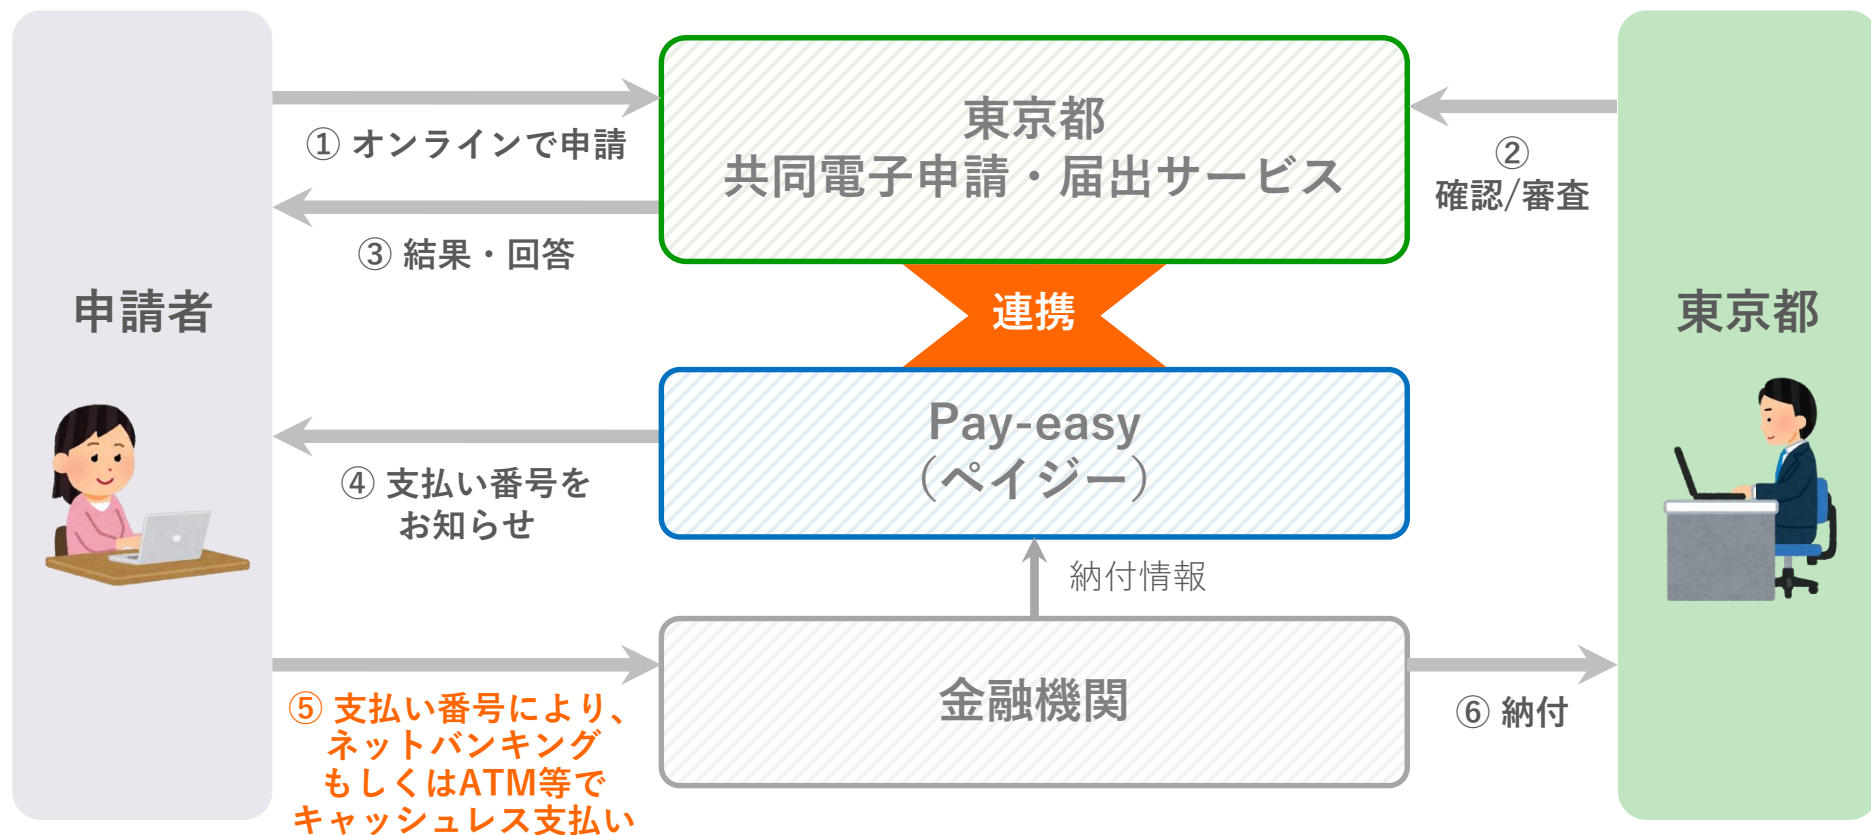 申請者
① オンラインで申請
③ 結果・回答
④ 支払い番号を
お知らせ
⑤ 支払い番号により、
ネットバンキング
もしくはATM等で
キャッシュレス支払い
東京都
共同電子申請・届出サービス
連携
Pay-easy
（ペイジー）
納付情報
金融機関
②
確認/審査
⑥ 納付
東京都